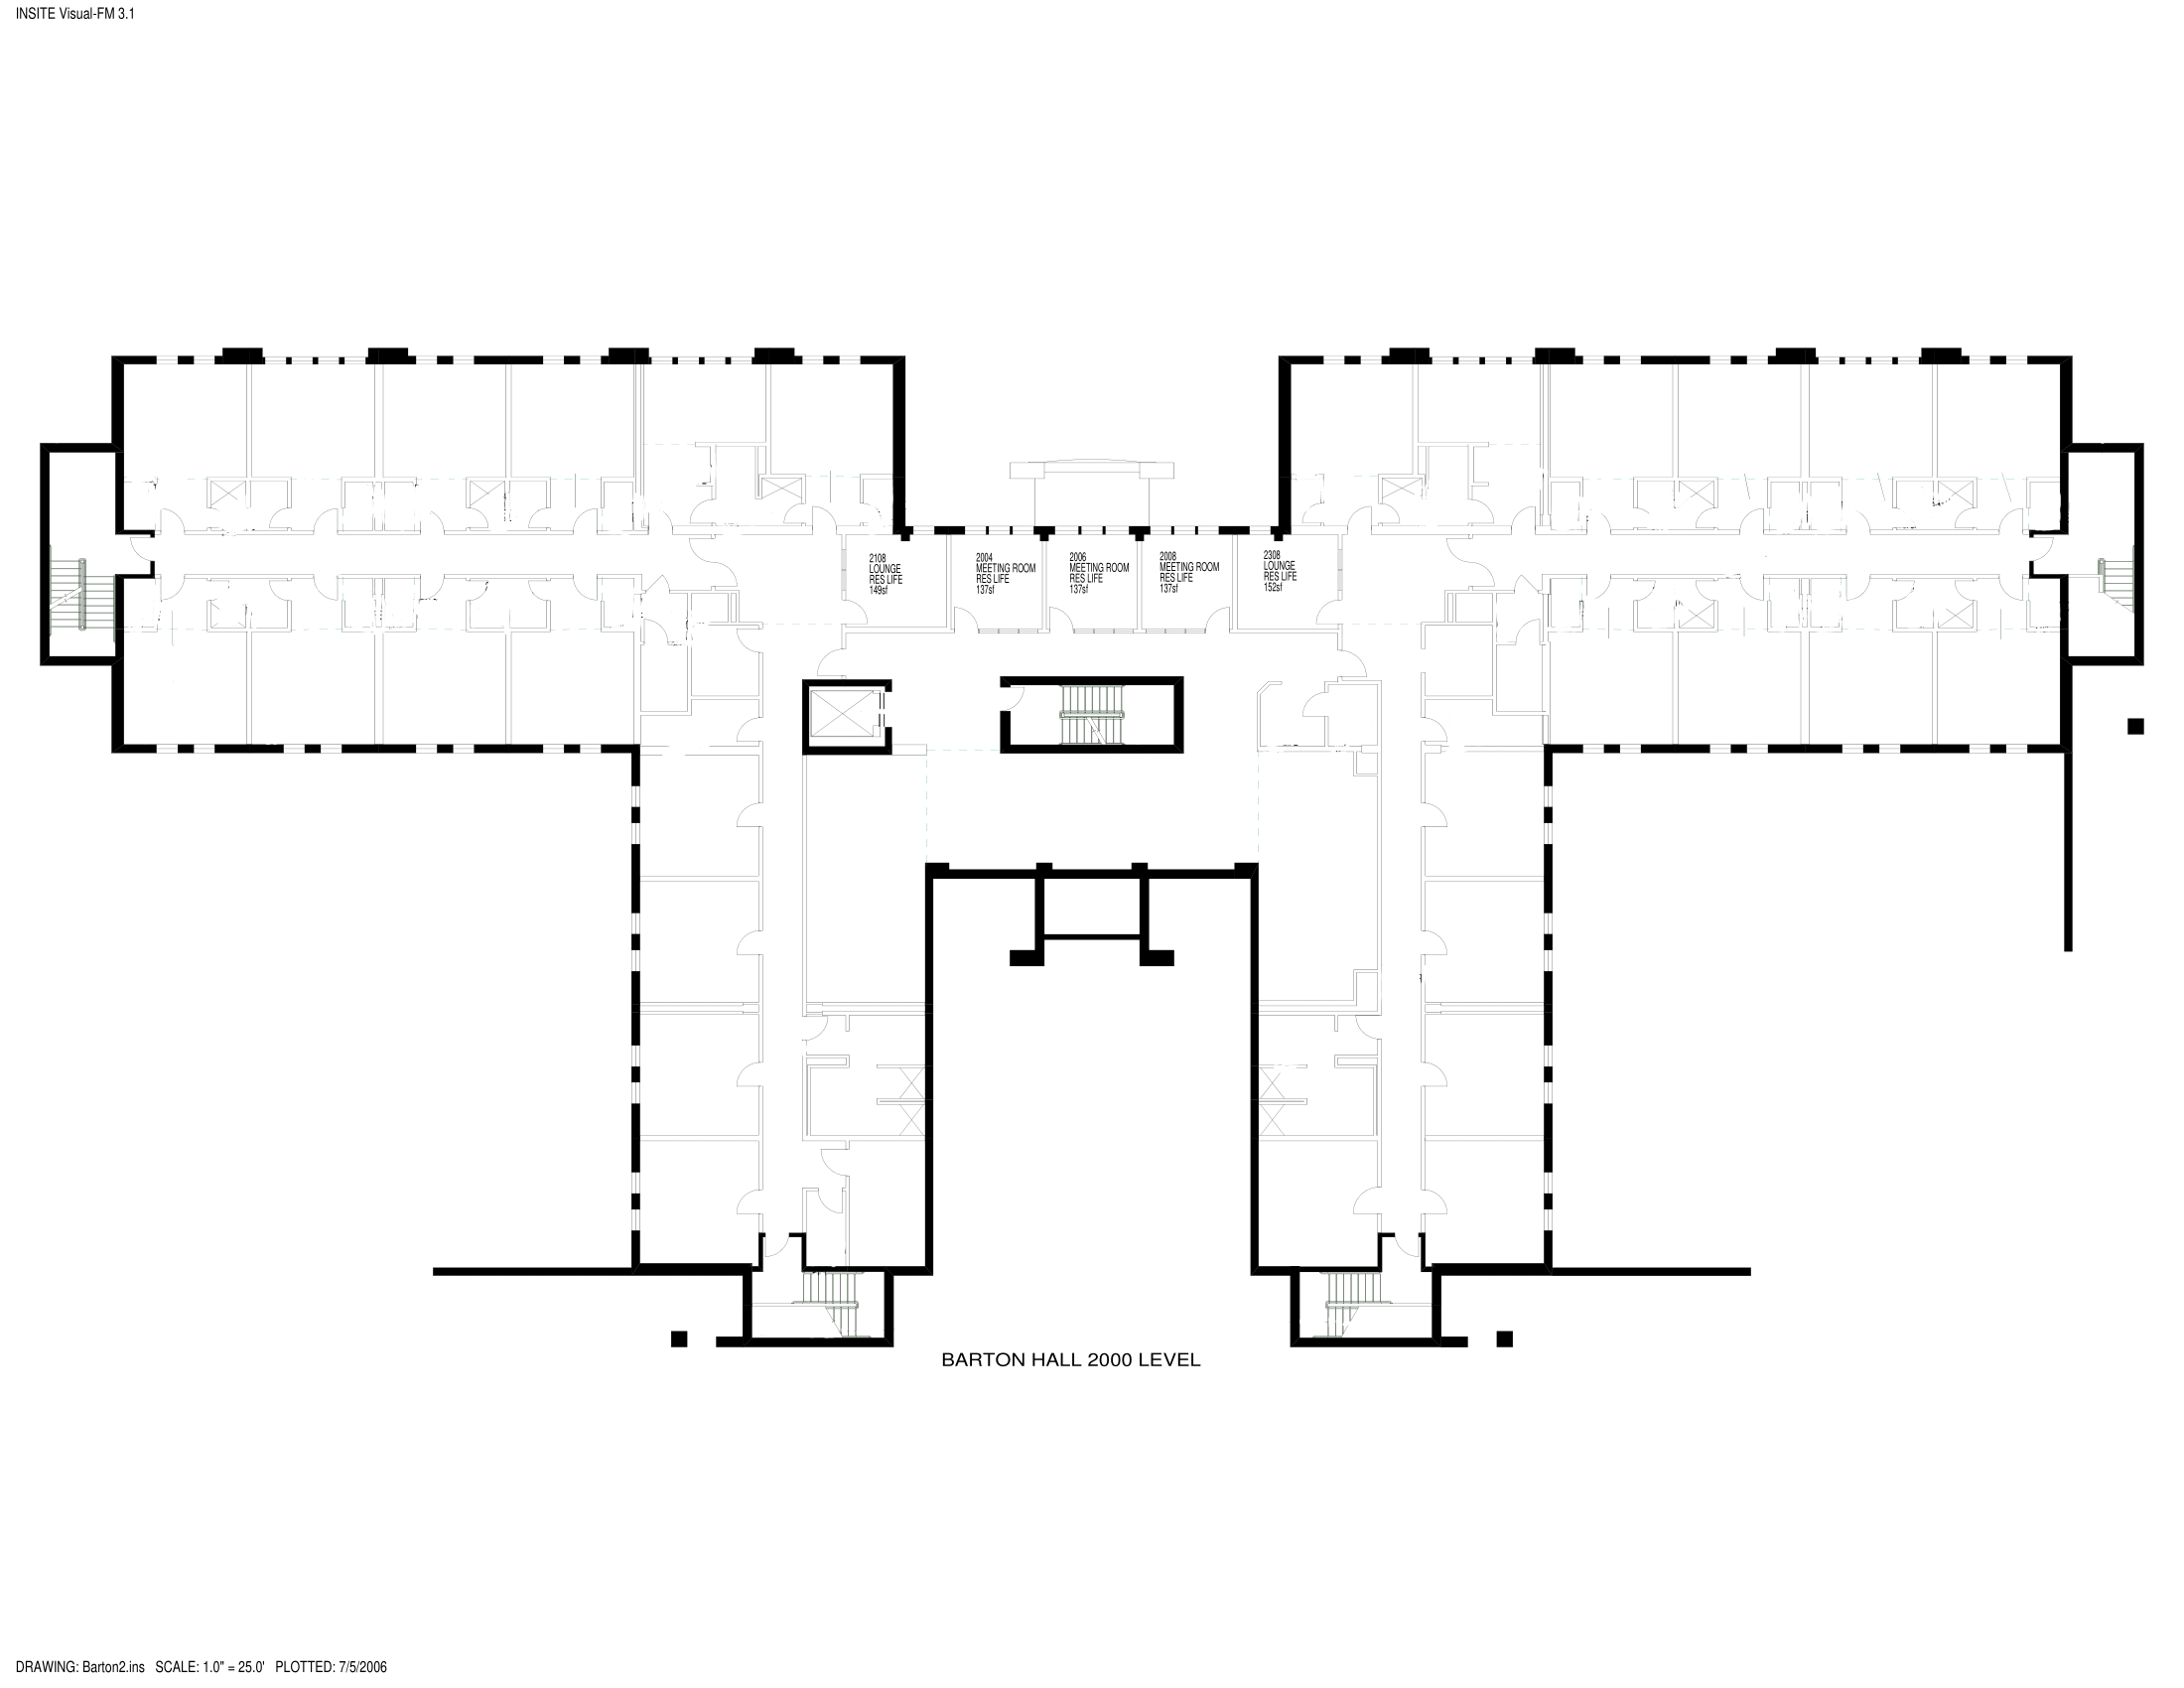 INSITE Visual-FM 3.1
2108
LOUNGE
RES LIFE
149sf
2004
MEETING ROOM
RES LIFE
137sf
2006
MEETING ROOM
RES LIFE
137sf
2008
MEETING ROOM
RES LIFE
137sf
2308
LOUNGE
RES LIFE
152sf
BARTON HALL 2000 LEVEL
DRAWING: Barton2.ins   SCALE: 1.0" = 25.0'   PLOTTED: 7/5/2006